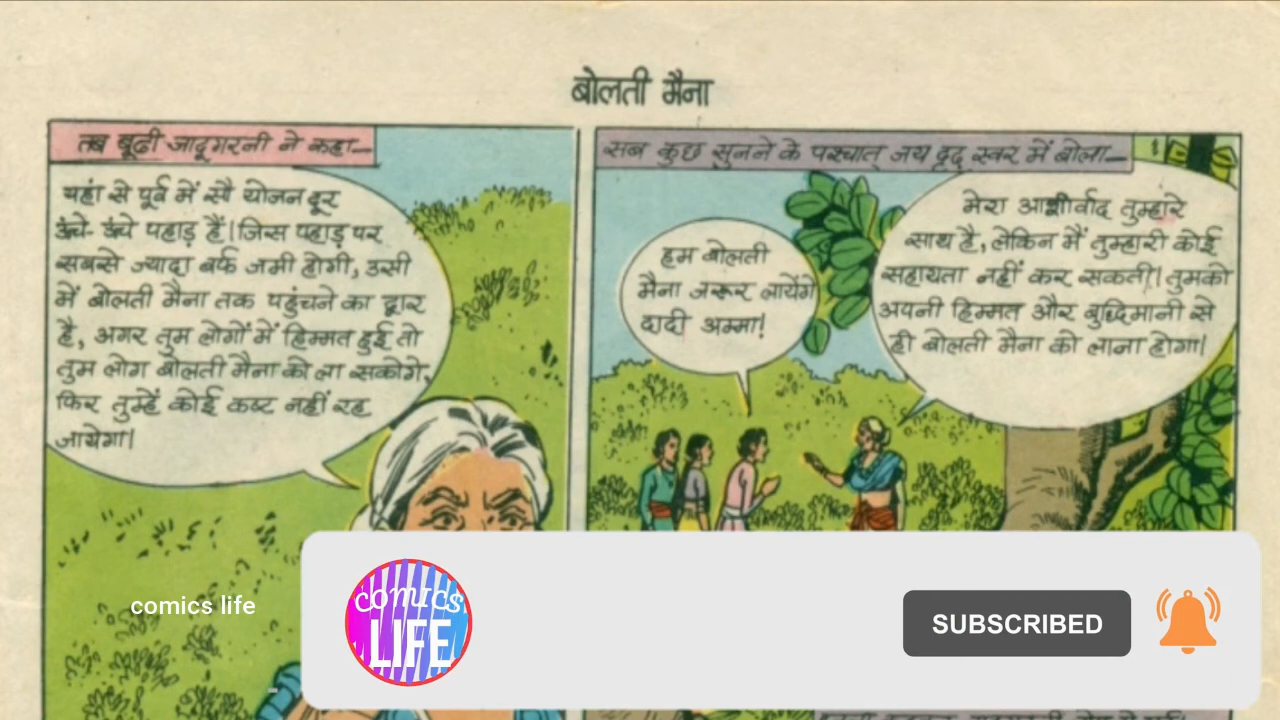 बोलती मैना
तब बूढी जादूगरनी ने कहा—
यहां से पूर्व में सौ योजन दूर
ऊंचे-ऊंचे पहाड़ हैं। जिस पहाड़ पर
सबसे ज्यादा बर्फ जमी होगी, उसी
में बोलती मैना तक पहुंचने का द्वार
है, अगर तुम लोगों में हिम्मत हुई तो
तुम लोग बोलती मैना को ला सकोगे,
फिर तुम्हें कोई कष्ट नहीं रह
जायेगा।
सब कुछ सुनने के पश्चात् जय दृढ़ स्वर में बोला—
हम बोलती
मैना जरूर लायेंगे
दादी अम्मा!
मेरा आशीर्वाद तुम्हारे
साथ है, लेकिन मैं तुम्हारी कोई
सहायता नहीं कर सकती। तुमको
अपनी हिम्मत और बुद्धिमानी से
ही बोलती मैना को लाना होगा।
comics life
comics
LIFE
SUBSCRIBED